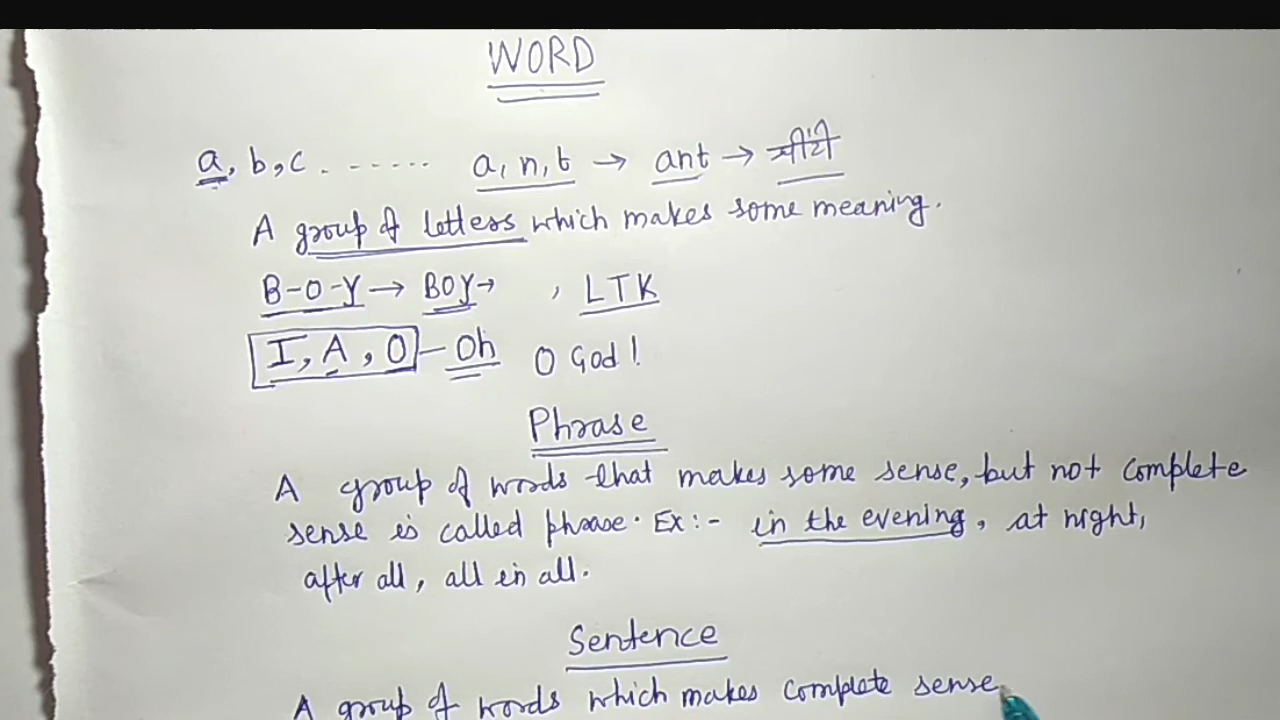 WORD
a, b, c . ------ a, n, t → ant → चींटी
A group of letters which makes some meaning.
B-O-Y → BOY → , LTK
I, A, O - Oh O God!
Phrase
A group of words that makes some sense, but not complete
sense is called phrase. Ex:- in the evening, at night,
after all, all in all.
Sentence
A group of words which makes complete sense